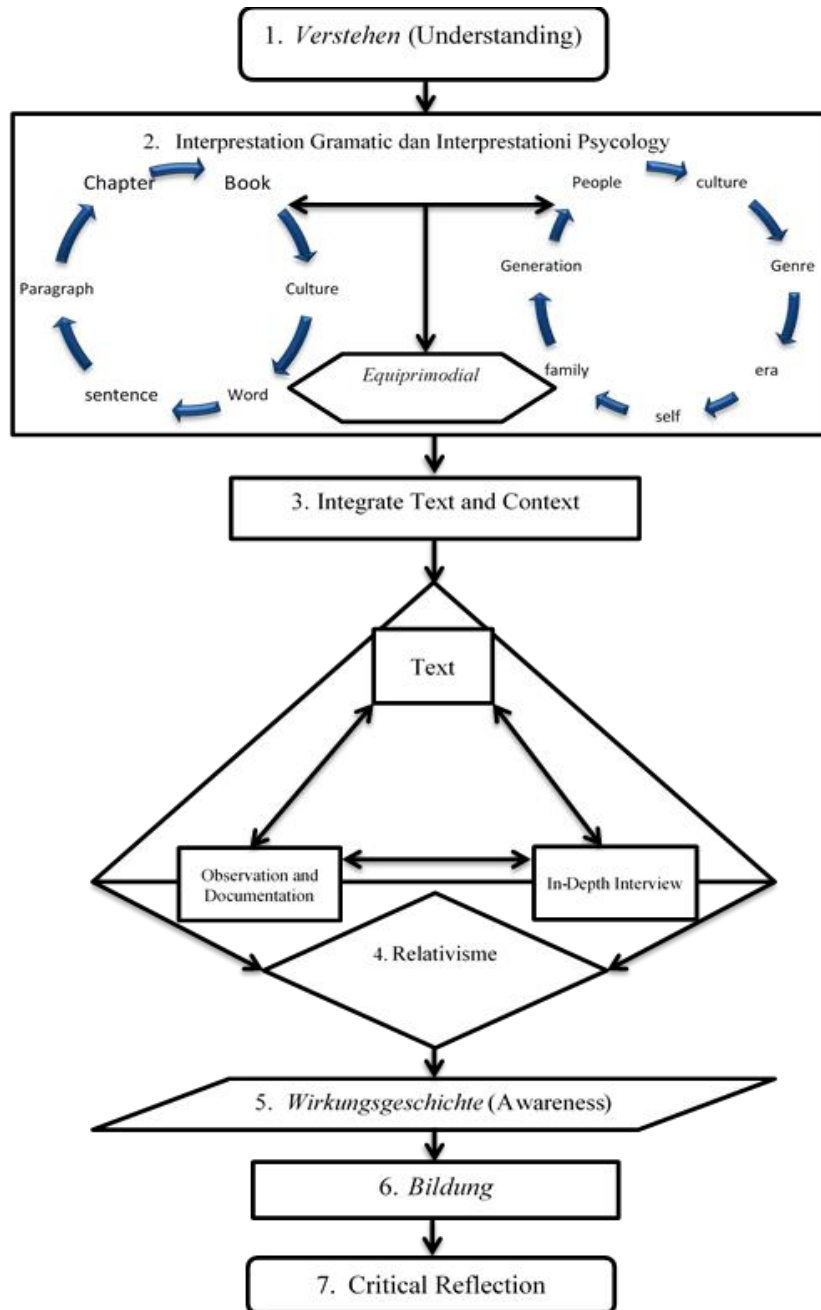 1. Verstehen (Understanding)
2. Interprestation Gramatic dan Interprestationi Psycology
Chapter
Book
Culture
Word
sentence
Paragraph
People
culture
Genre
era
self
family
Generation
Equiprimodial
3. Integrate Text and Context
Text
Observation and
Documentation
In-Depth Interview
4. Relativisme
5. Wirkungsgeschichte (Awareness)
6. Bildung
7. Critical Reflection